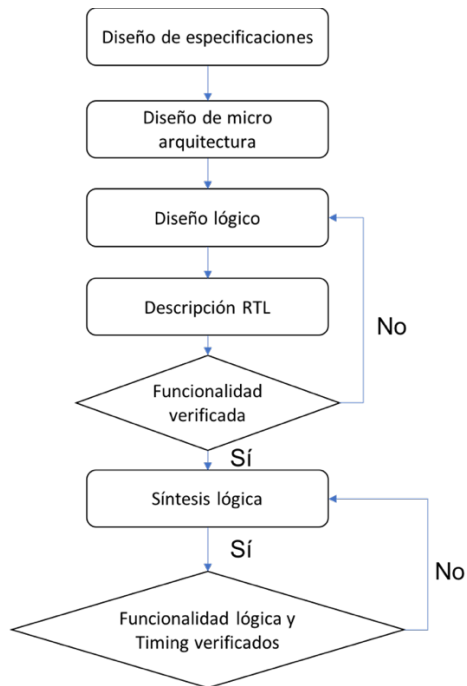 Diseño de especificaciones
Diseño de micro
arquitectura
Diseño lógico
Descripción RTL
No
Funcionalidad
verificada
Sí
Síntesis lógica
Sí
No
Funcionalidad lógica y
Timing verificados